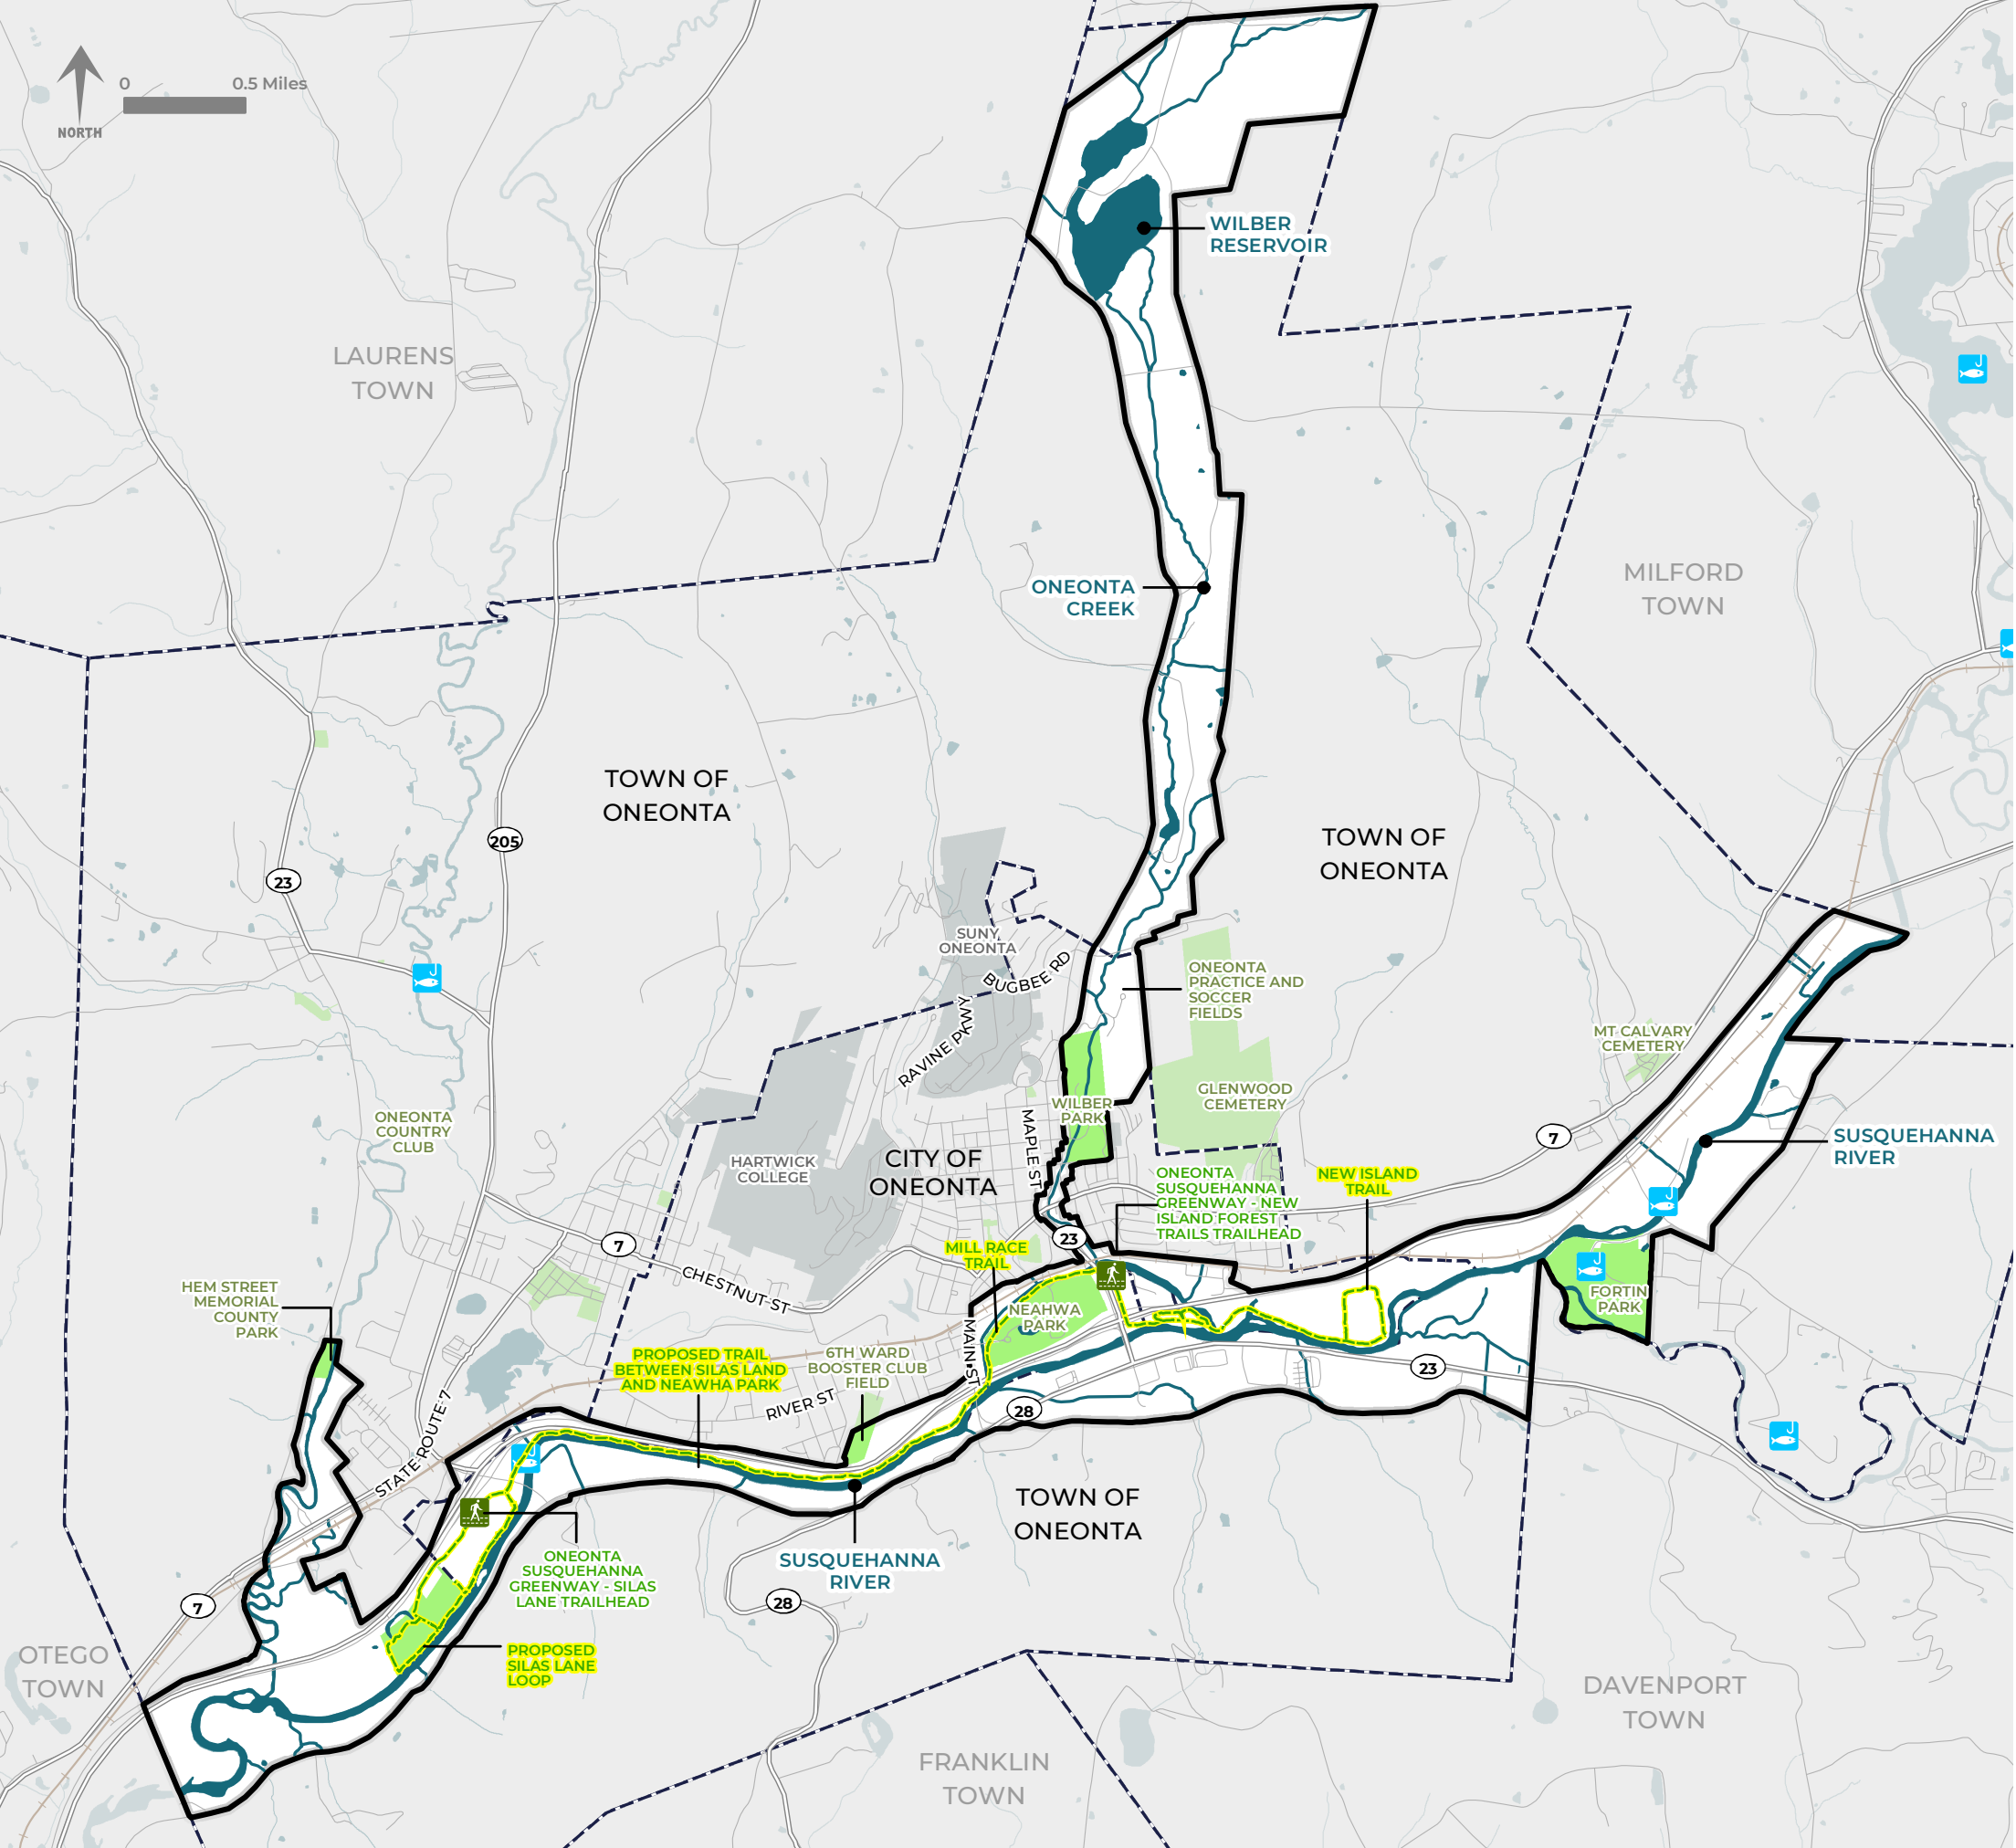 0 0.5 Miles
NORTH
WILBER
RESERVOIR
LAURENS
TOWN
ONEONTA
CREEK
MILFORD
TOWN
TOWN OF
ONEONTA
TOWN OF
ONEONTA
205
23
SUNY
ONEONTA
BUGBEE RD
RAVINE PKWY
ONEONTA
PRACTICE AND
SOCCER
FIELDS
MT CALVARY
CEMETERY
GLENWOOD
CEMETERY
WILBER
PARK
MAPLE ST
ONEONTA
COUNTRY
CLUB
HARTWICK
COLLEGE
CITY OF
ONEONTA
7
SUSQUEHANNA
RIVER
ONEONTA
SUSQUEHANNA
GREENWAY - NEW
ISLAND FOREST
TRAILS TRAILHEAD
NEW ISLAND
TRAIL
23
7
MILL RACE
TRAIL
CHESTNUT ST
HEM STREET
MEMORIAL
COUNTY
PARK
NEAHWA
PARK
FORTIN
PARK
MAIN ST
PROPOSED TRAIL
BETWEEN SILAS LAND
AND NEAWHA PARK
6TH WARD
BOOSTER CLUB
FIELD
23
RIVER ST
28
STATE ROUTE 7
TOWN OF
ONEONTA
ONEONTA
SUSQUEHANNA
GREENWAY - SILAS
LANE TRAILHEAD
SUSQUEHANNA
RIVER
28
7
OTEGO
TOWN
PROPOSED
SILAS LANE
LOOP
DAVENPORT
TOWN
FRANKLIN
TOWN